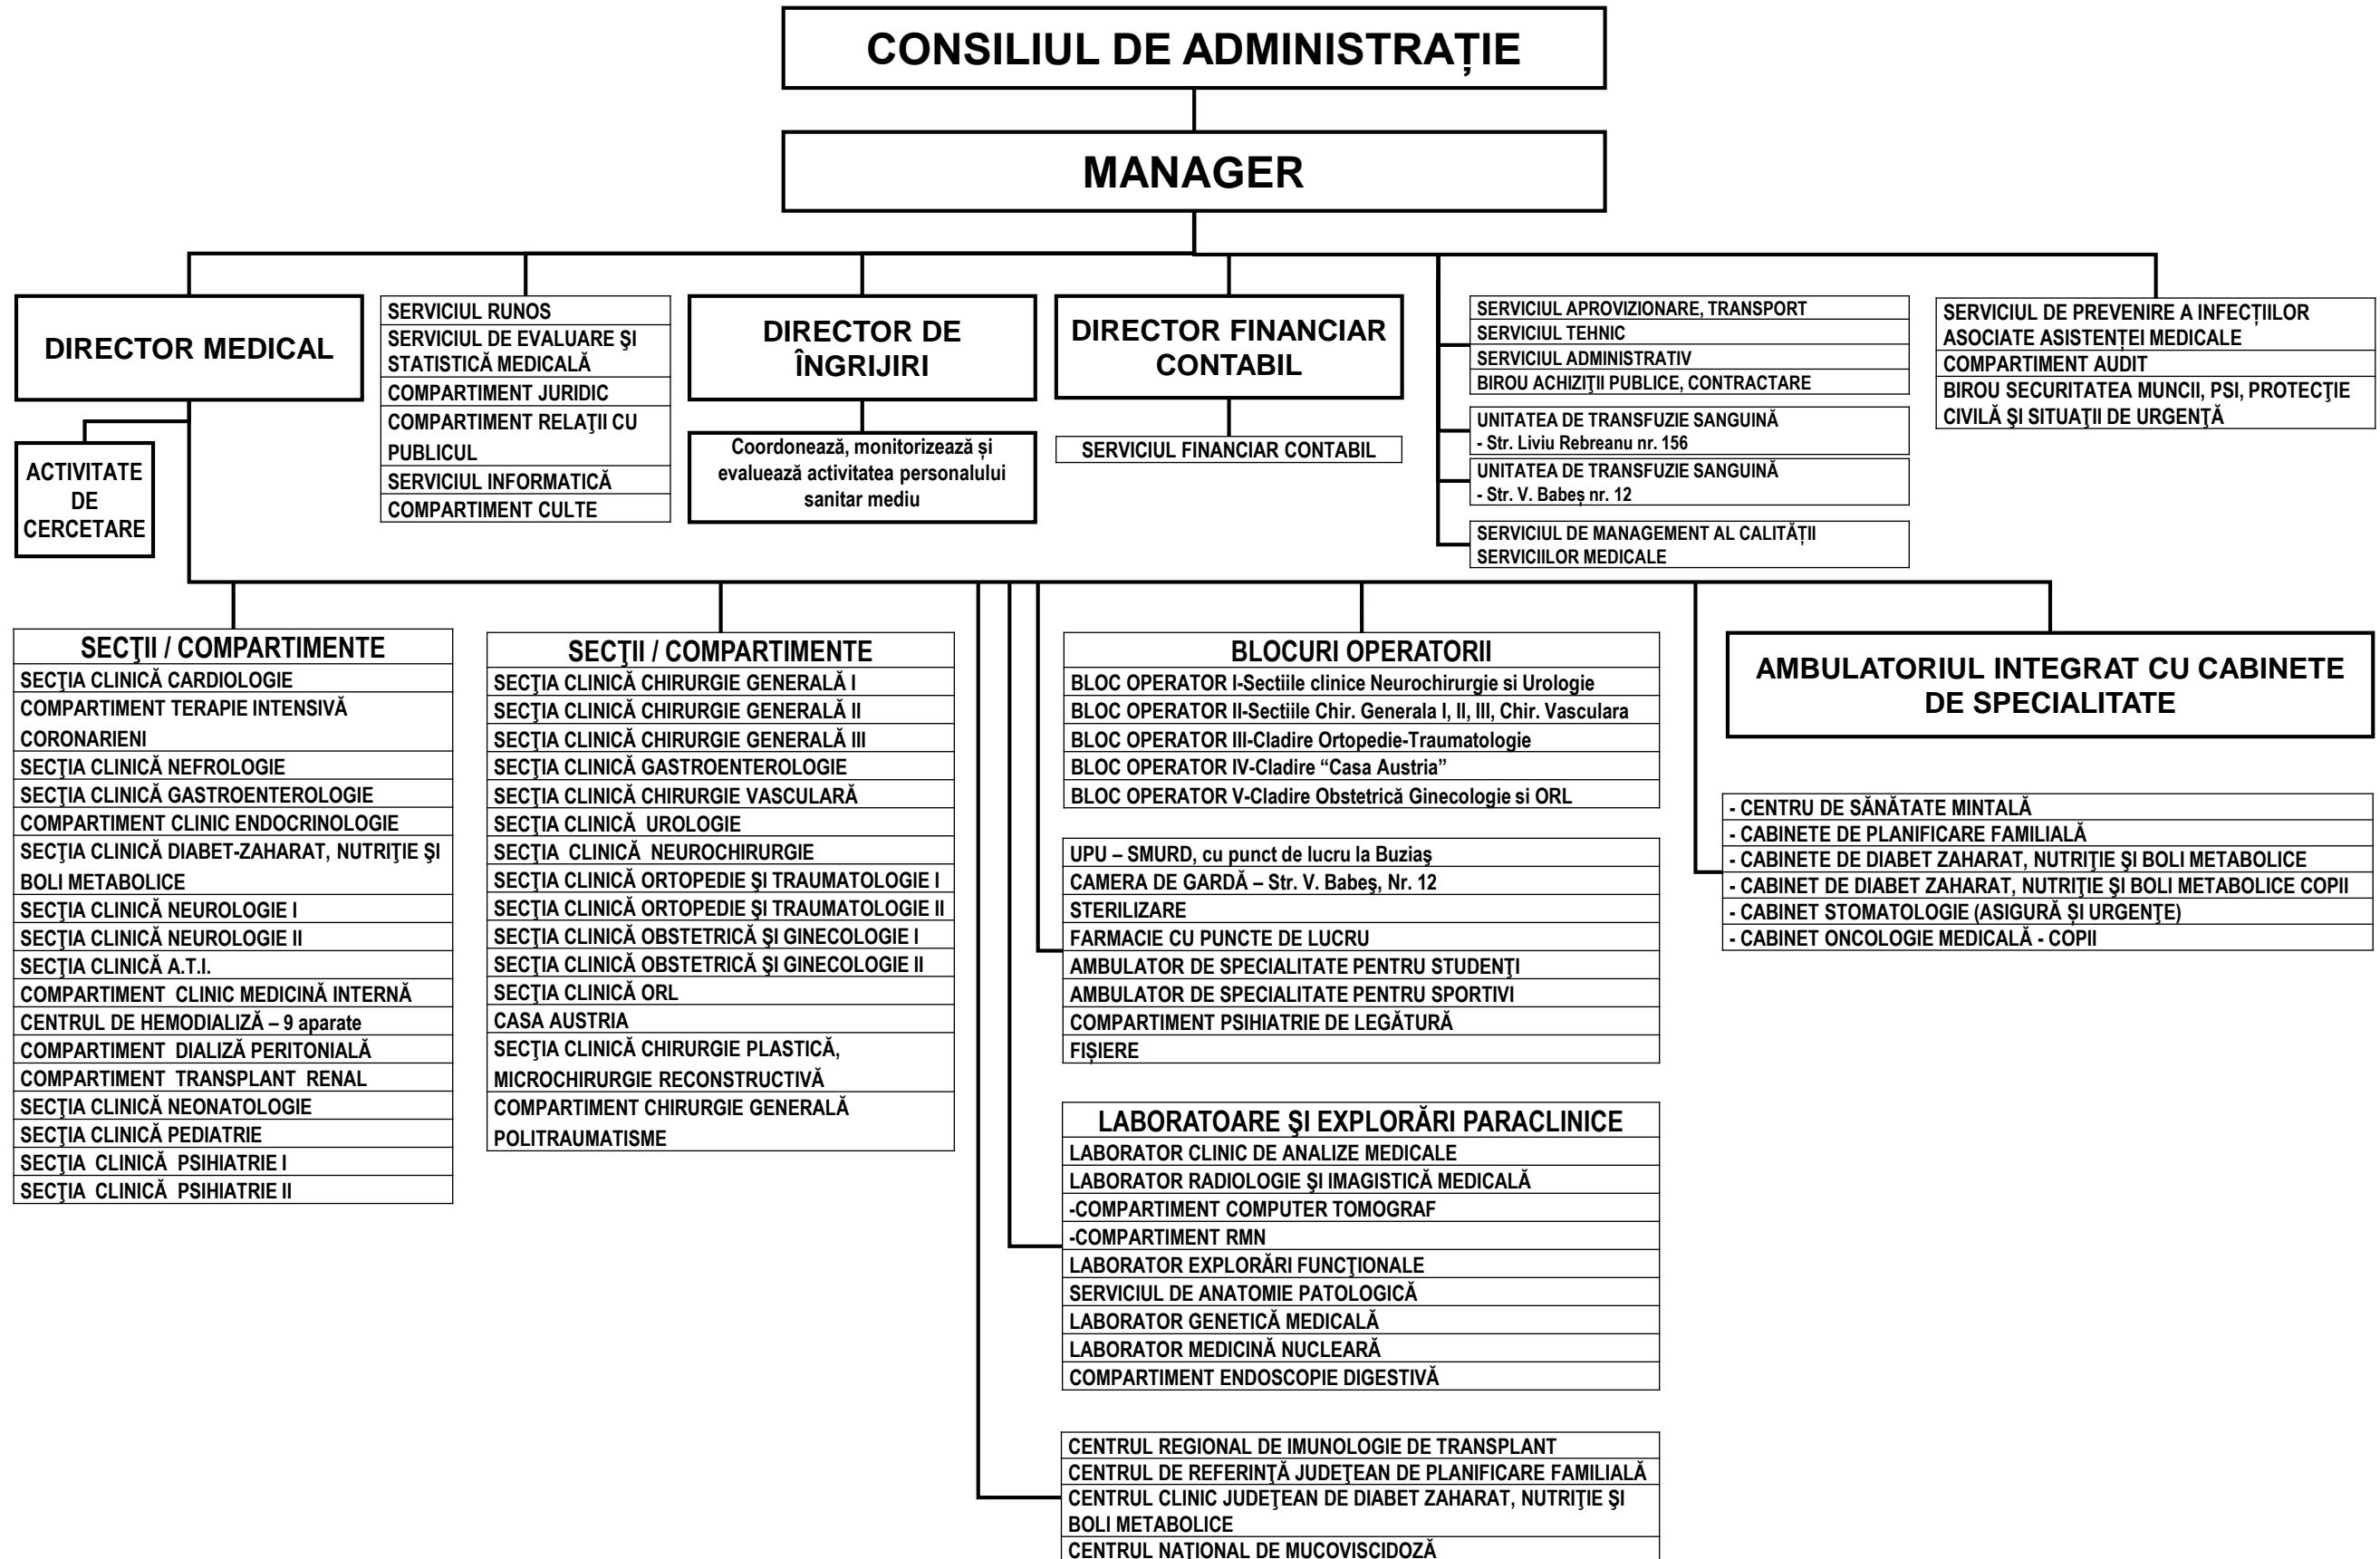 CONSILIUL DE ADMINISTRAȚIE
MANAGER
DIRECTOR MEDICAL
SERVICIUL RUNOS
SERVICIUL DE EVALUARE ŞI
STATISTICĂ MEDICALĂ
COMPARTIMENT JURIDIC
COMPARTIMENT RELAŢII CU
PUBLICUL
SERVICIUL INFORMATICĂ
COMPARTIMENT CULTE
DIRECTOR DE
ÎNGRIJIRI
DIRECTOR FINANCIAR
CONTABIL
SERVICIUL APROVIZIONARE, TRANSPORT
SERVICIUL TEHNIC
SERVICIUL ADMINISTRATIV
BIROU ACHIZIŢII PUBLICE, CONTRACTARE
SERVICIUL DE PREVENIRE A INFECȚIILOR
ASOCIATE ASISTENȚEI MEDICALE
COMPARTIMENT AUDIT
BIROU SECURITATEA MUNCII, PSI, PROTECŢIE
CIVILĂ ŞI SITUAŢII DE URGENŢĂ
ACTIVITATE
DE
CERCETARE
Coordonează, monitorizează și
evaluează activitatea personalului
sanitar mediu
SERVICIUL FINANCIAR CONTABIL
UNITATEA DE TRANSFUZIE SANGUINĂ
- Str. Liviu Rebreanu nr. 156
UNITATEA DE TRANSFUZIE SANGUINĂ
- Str. V. Babeș nr. 12
SERVICIUL DE MANAGEMENT AL CALITĂȚII
SERVICIILOR MEDICALE
SECŢII / COMPARTIMENTE
SECŢIA CLINICĂ CARDIOLOGIE
COMPARTIMENT TERAPIE INTENSIVĂ
CORONARIENI
SECŢIA CLINICĂ NEFROLOGIE
SECŢIA CLINICĂ GASTROENTEROLOGIE
COMPARTIMENT CLINIC ENDOCRINOLOGIE
SECŢIA CLINICĂ DIABET-ZAHARAT, NUTRIŢIE ŞI
BOLI METABOLICE
SECŢIA CLINICĂ NEUROLOGIE I
SECŢIA CLINICĂ NEUROLOGIE II
SECŢIA CLINICĂ A.T.I.
COMPARTIMENT CLINIC MEDICINĂ INTERNĂ
CENTRUL DE HEMODIALIZĂ – 9 aparate
COMPARTIMENT DIALIZĂ PERITONIALĂ
COMPARTIMENT TRANSPLANT RENAL
SECŢIA CLINICĂ NEONATOLOGIE
SECŢIA CLINICĂ PEDIATRIE
SECŢIA CLINICĂ PSIHIATRIE I
SECŢIA CLINICĂ PSIHIATRIE II
SECŢII / COMPARTIMENTE
SECŢIA CLINICĂ CHIRURGIE GENERALĂ I
SECŢIA CLINICĂ CHIRURGIE GENERALĂ II
SECŢIA CLINICĂ CHIRURGIE GENERALĂ III
SECŢIA CLINICĂ GASTROENTEROLOGIE
SECŢIA CLINICĂ CHIRURGIE VASCULARĂ
SECŢIA CLINICĂ UROLOGIE
SECŢIA CLINICĂ NEUROCHIRURGIE
SECŢIA CLINICĂ ORTOPEDIE ŞI TRAUMATOLOGIE I
SECŢIA CLINICĂ ORTOPEDIE ŞI TRAUMATOLOGIE II
SECŢIA CLINICĂ OBSTETRICĂ ŞI GINECOLOGIE I
SECŢIA CLINICĂ OBSTETRICĂ ŞI GINECOLOGIE II
SECŢIA CLINICĂ ORL
CASA AUSTRIA
SECŢIA CLINICĂ CHIRURGIE PLASTICĂ,
MICROCHIRURGIE RECONSTRUCTIVĂ
COMPARTIMENT CHIRURGIE GENERALĂ
POLITRAUMATISME
BLOCURI OPERATORII
BLOC OPERATOR I-Sectiile clinice Neurochirurgie si Urologie
BLOC OPERATOR II-Sectiile Chir. Generala I, II, III, Chir. Vasculara
BLOC OPERATOR III-Cladire Ortopedie-Traumatologie
BLOC OPERATOR IV-Cladire “Casa Austria”
BLOC OPERATOR V-Cladire Obstetrică Ginecologie si ORL
UPU – SMURD, cu punct de lucru la Buziaş
CAMERA DE GARDĂ – Str. V. Babeş, Nr. 12
STERILIZARE
FARMACIE CU PUNCTE DE LUCRU
AMBULATOR DE SPECIALITATE PENTRU STUDENŢI
AMBULATOR DE SPECIALITATE PENTRU SPORTIVI
COMPARTIMENT PSIHIATRIE DE LEGĂTURĂ
FIȘIERE
LABORATOARE ŞI EXPLORĂRI PARACLINICE
LABORATOR CLINIC DE ANALIZE MEDICALE
LABORATOR RADIOLOGIE ŞI IMAGISTICĂ MEDICALĂ
-COMPARTIMENT COMPUTER TOMOGRAF
-COMPARTIMENT RMN
LABORATOR EXPLORĂRI FUNCŢIONALE
SERVICIUL DE ANATOMIE PATOLOGICĂ
LABORATOR GENETICĂ MEDICALĂ
LABORATOR MEDICINĂ NUCLEARĂ
COMPARTIMENT ENDOSCOPIE DIGESTIVĂ
CENTRUL REGIONAL DE IMUNOLOGIE DE TRANSPLANT
CENTRUL DE REFERINŢĂ JUDEŢEAN DE PLANIFICARE FAMILIALĂ
CENTRUL CLINIC JUDEŢEAN DE DIABET ZAHARAT, NUTRIŢIE ŞI
BOLI METABOLICE
CENTRUL NAŢIONAL DE MUCOVISCIDOZĂ
AMBULATORIUL INTEGRAT CU CABINETE
DE SPECIALITATE
- CENTRU DE SĂNĂTATE MINTALĂ
- CABINETE DE PLANIFICARE FAMILIALĂ
- CABINETE DE DIABET ZAHARAT, NUTRIŢIE ŞI BOLI METABOLICE
- CABINET DE DIABET ZAHARAT, NUTRIŢIE ŞI BOLI METABOLICE COPII
- CABINET STOMATOLOGIE (ASIGURĂ ȘI URGENŢE)
- CABINET ONCOLOGIE MEDICALĂ - COPII